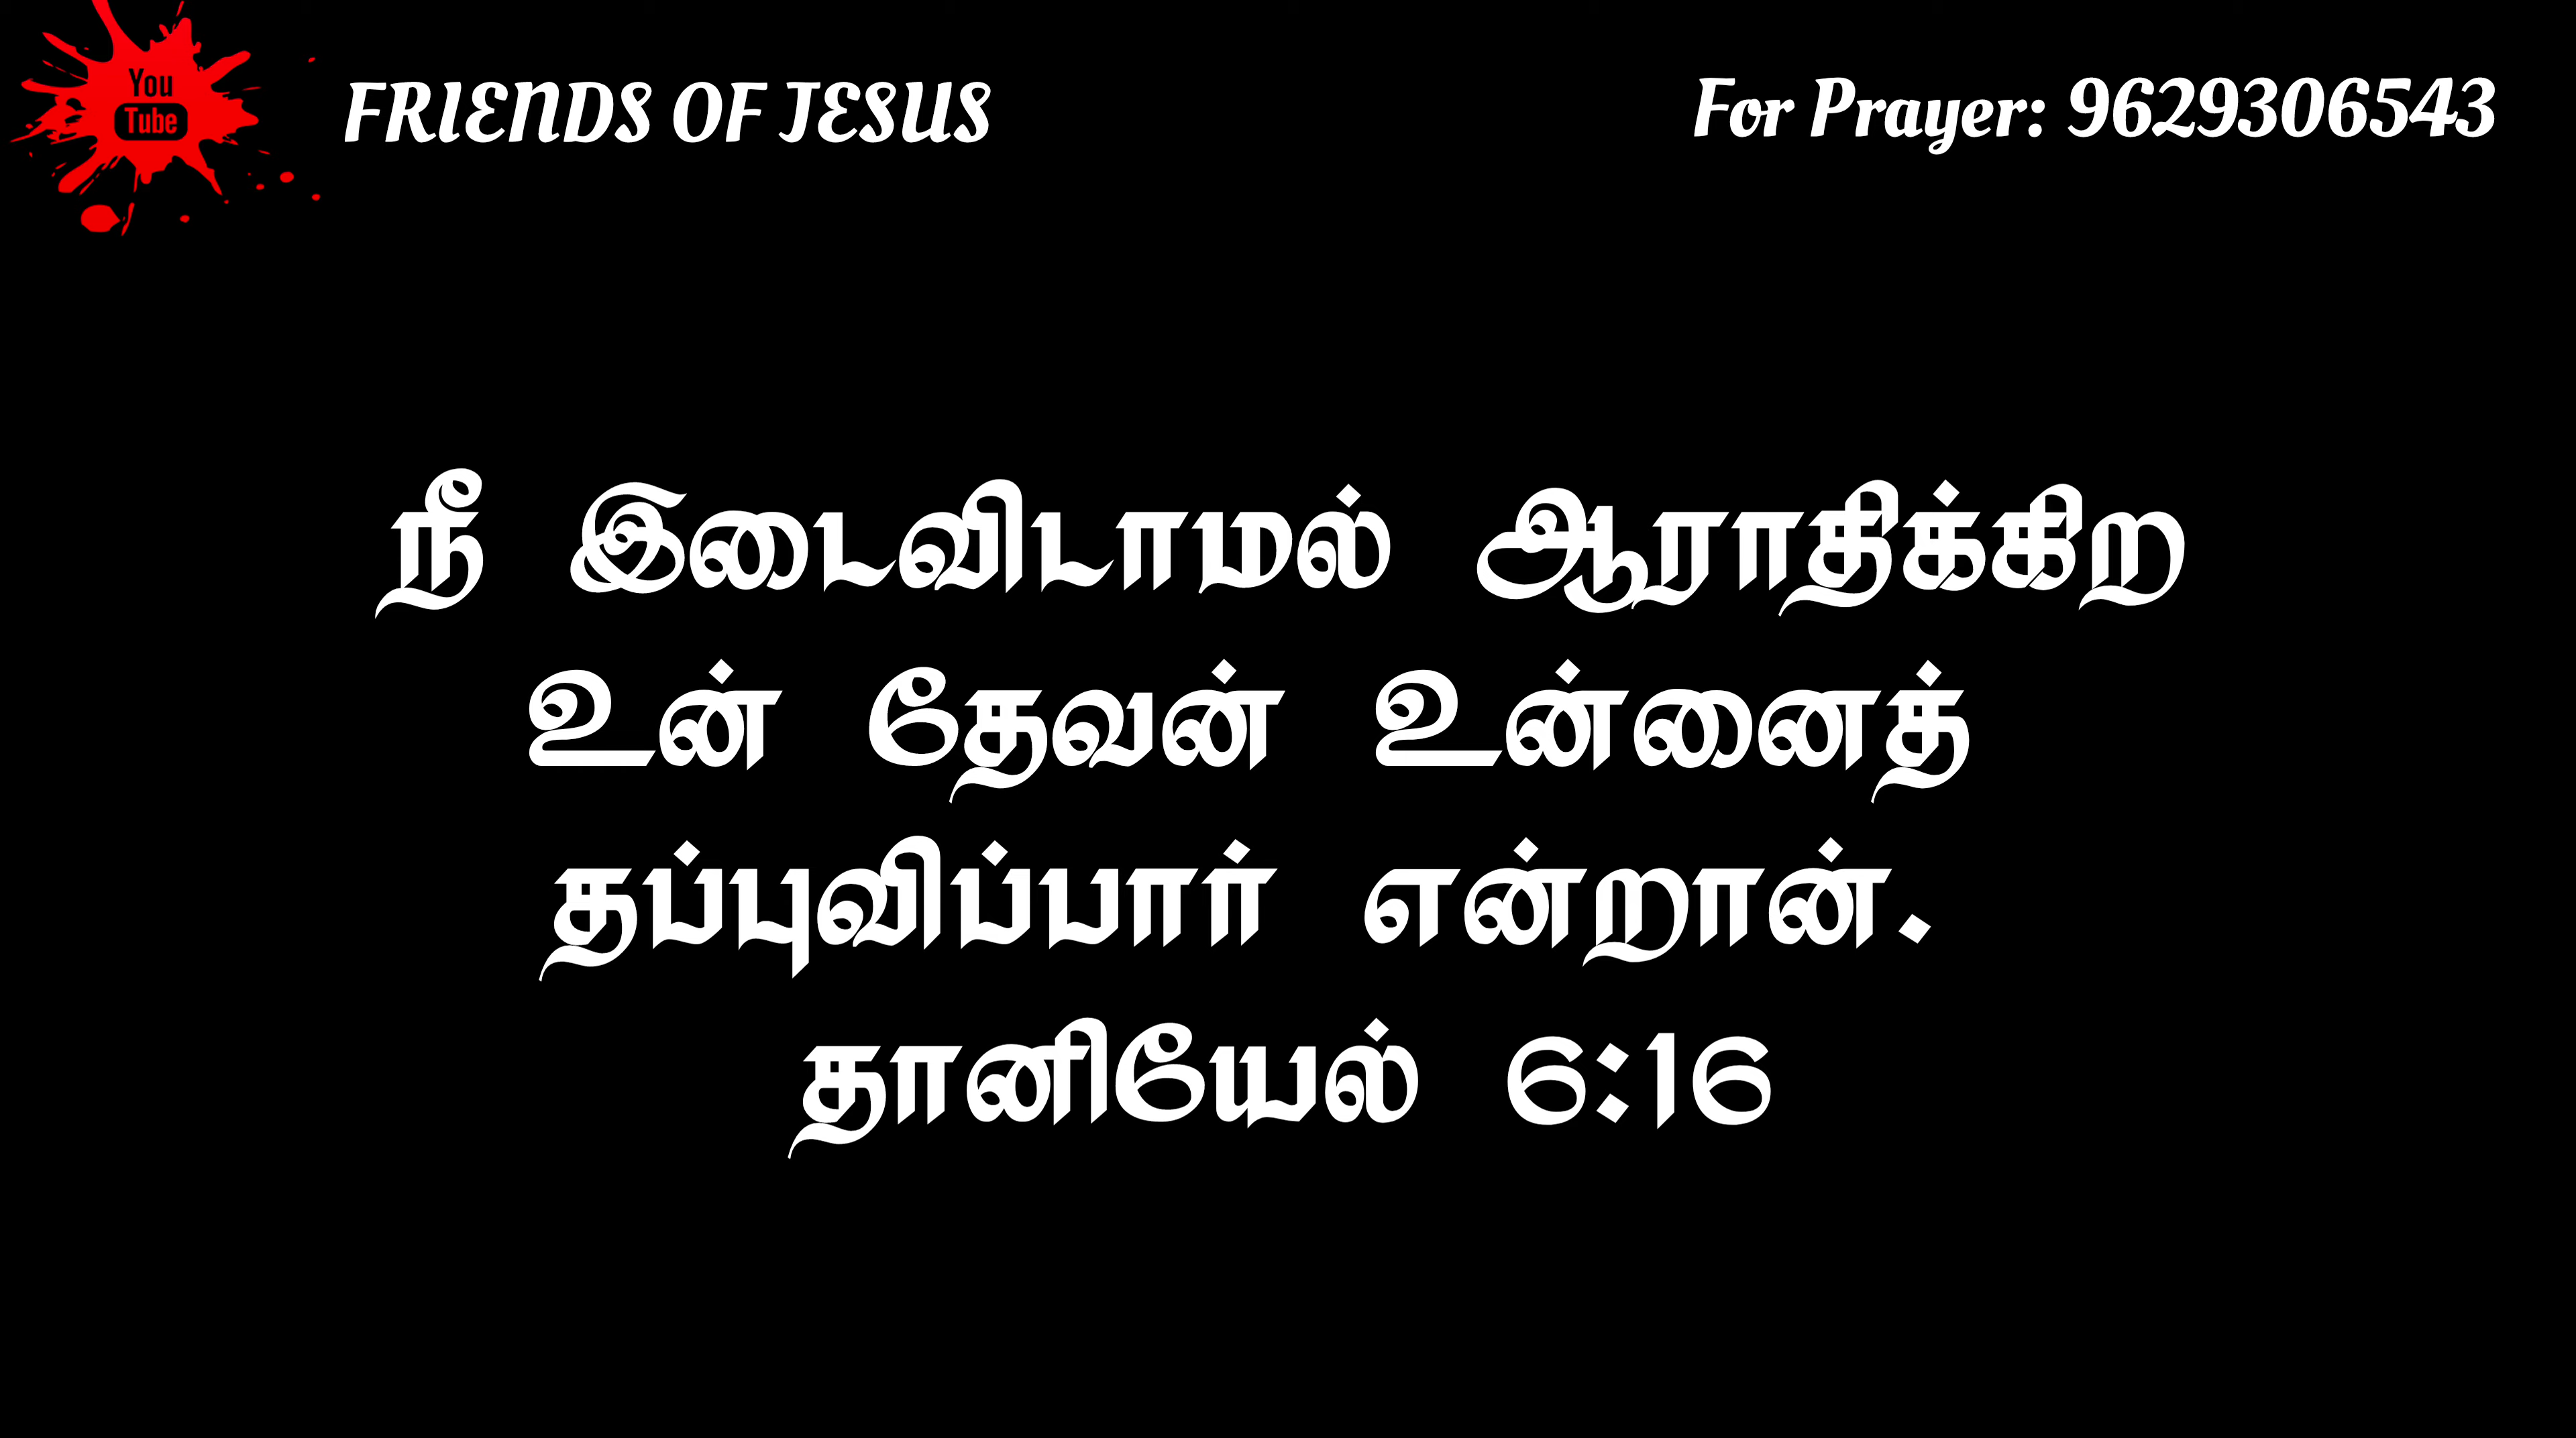 You
Tube
FRIENDS OF JESUS
For Prayer: 9629306543
நீ இடைவிடாமல் ஆராதிக்கிற
உன் தேவன் உன்னைத்
தப்புவிப்பார் என்றான்.
தானியேல் 6:16